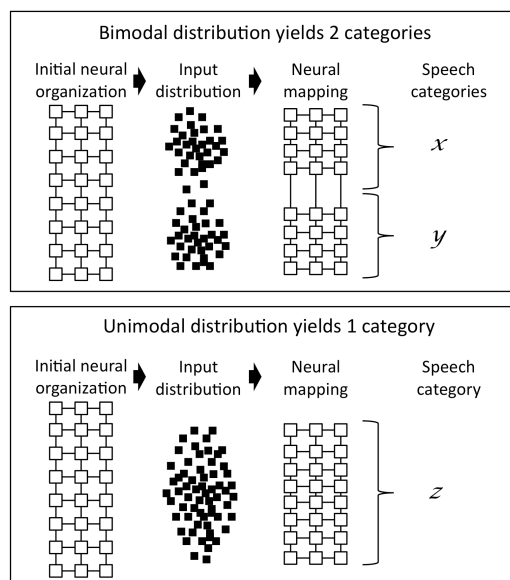 Bimodal distribution yields 2 categories
Initial neural organization
Input distribution
Neural mapping
Speech categories
x
y
Unimodal distribution yields 1 category
Initial neural organization
Input distribution
Neural mapping
Speech category
z